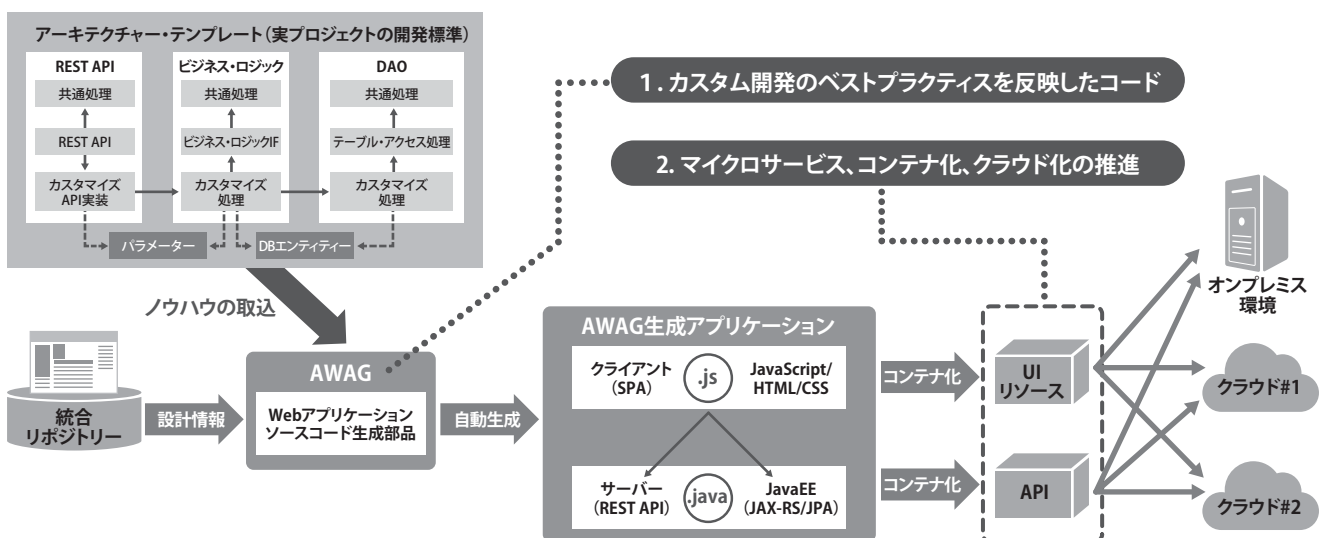 アーキテクチャー・テンプレート（実プロジェクトの開発標準）
REST API
共通処理
REST API
カスタマイズ
API実装
ビジネス・ロジック
共通処理
ビジネス・ロジックIF
カスタマイズ
処理
DAO
共通処理
テーブル・アクセス処理
カスタマイズ
処理
パラメーター
DBエンティティー
1. カスタム開発のベストプラクティスを反映したコード
2. マイクロサービス、コンテナ化、クラウド化の推進
ノウハウの取込
統合
リポジトリー
設計情報
AWAG
Webアプリケーション
ソースコード生成部品
自動生成
AWAG生成アプリケーション
クライアント
（SPA）
.js
JavaScript/
HTML/CSS
サーバー
（REST API）
.java
JavaEE
（JAX-RS/JPA）
コンテナ化
コンテナ化
UI
リソース
API
オンプレミス
環境
クラウド#1
クラウド#2